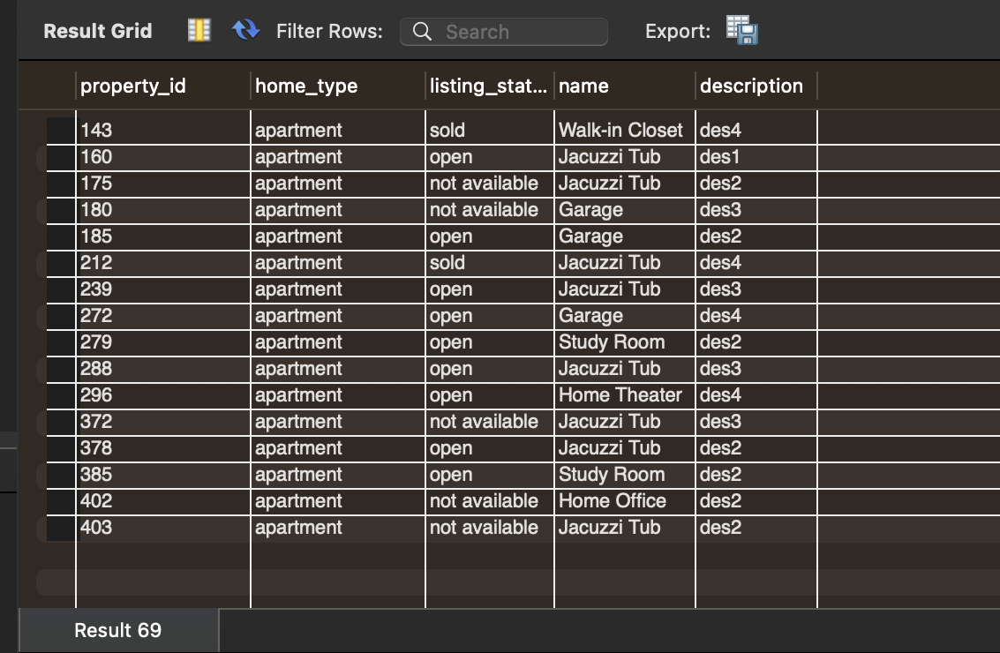 Result Grid Filter Rows: Search Export:
property_id home_type listing_stat... name description
143 apartment sold Walk-in Closet des4
160 apartment open Jacuzzi Tub des1
175 apartment not available Jacuzzi Tub des2
180 apartment not available Garage des3
185 apartment open Garage des2
212 apartment sold Jacuzzi Tub des4
239 apartment open Jacuzzi Tub des3
272 apartment open Garage des4
279 apartment open Study Room des2
288 apartment open Jacuzzi Tub des3
296 apartment open Home Theater des4
372 apartment not available Jacuzzi Tub des3
378 apartment open Jacuzzi Tub des2
385 apartment open Study Room des2
402 apartment not available Home Office des2
403 apartment not available Jacuzzi Tub des2
Result 69